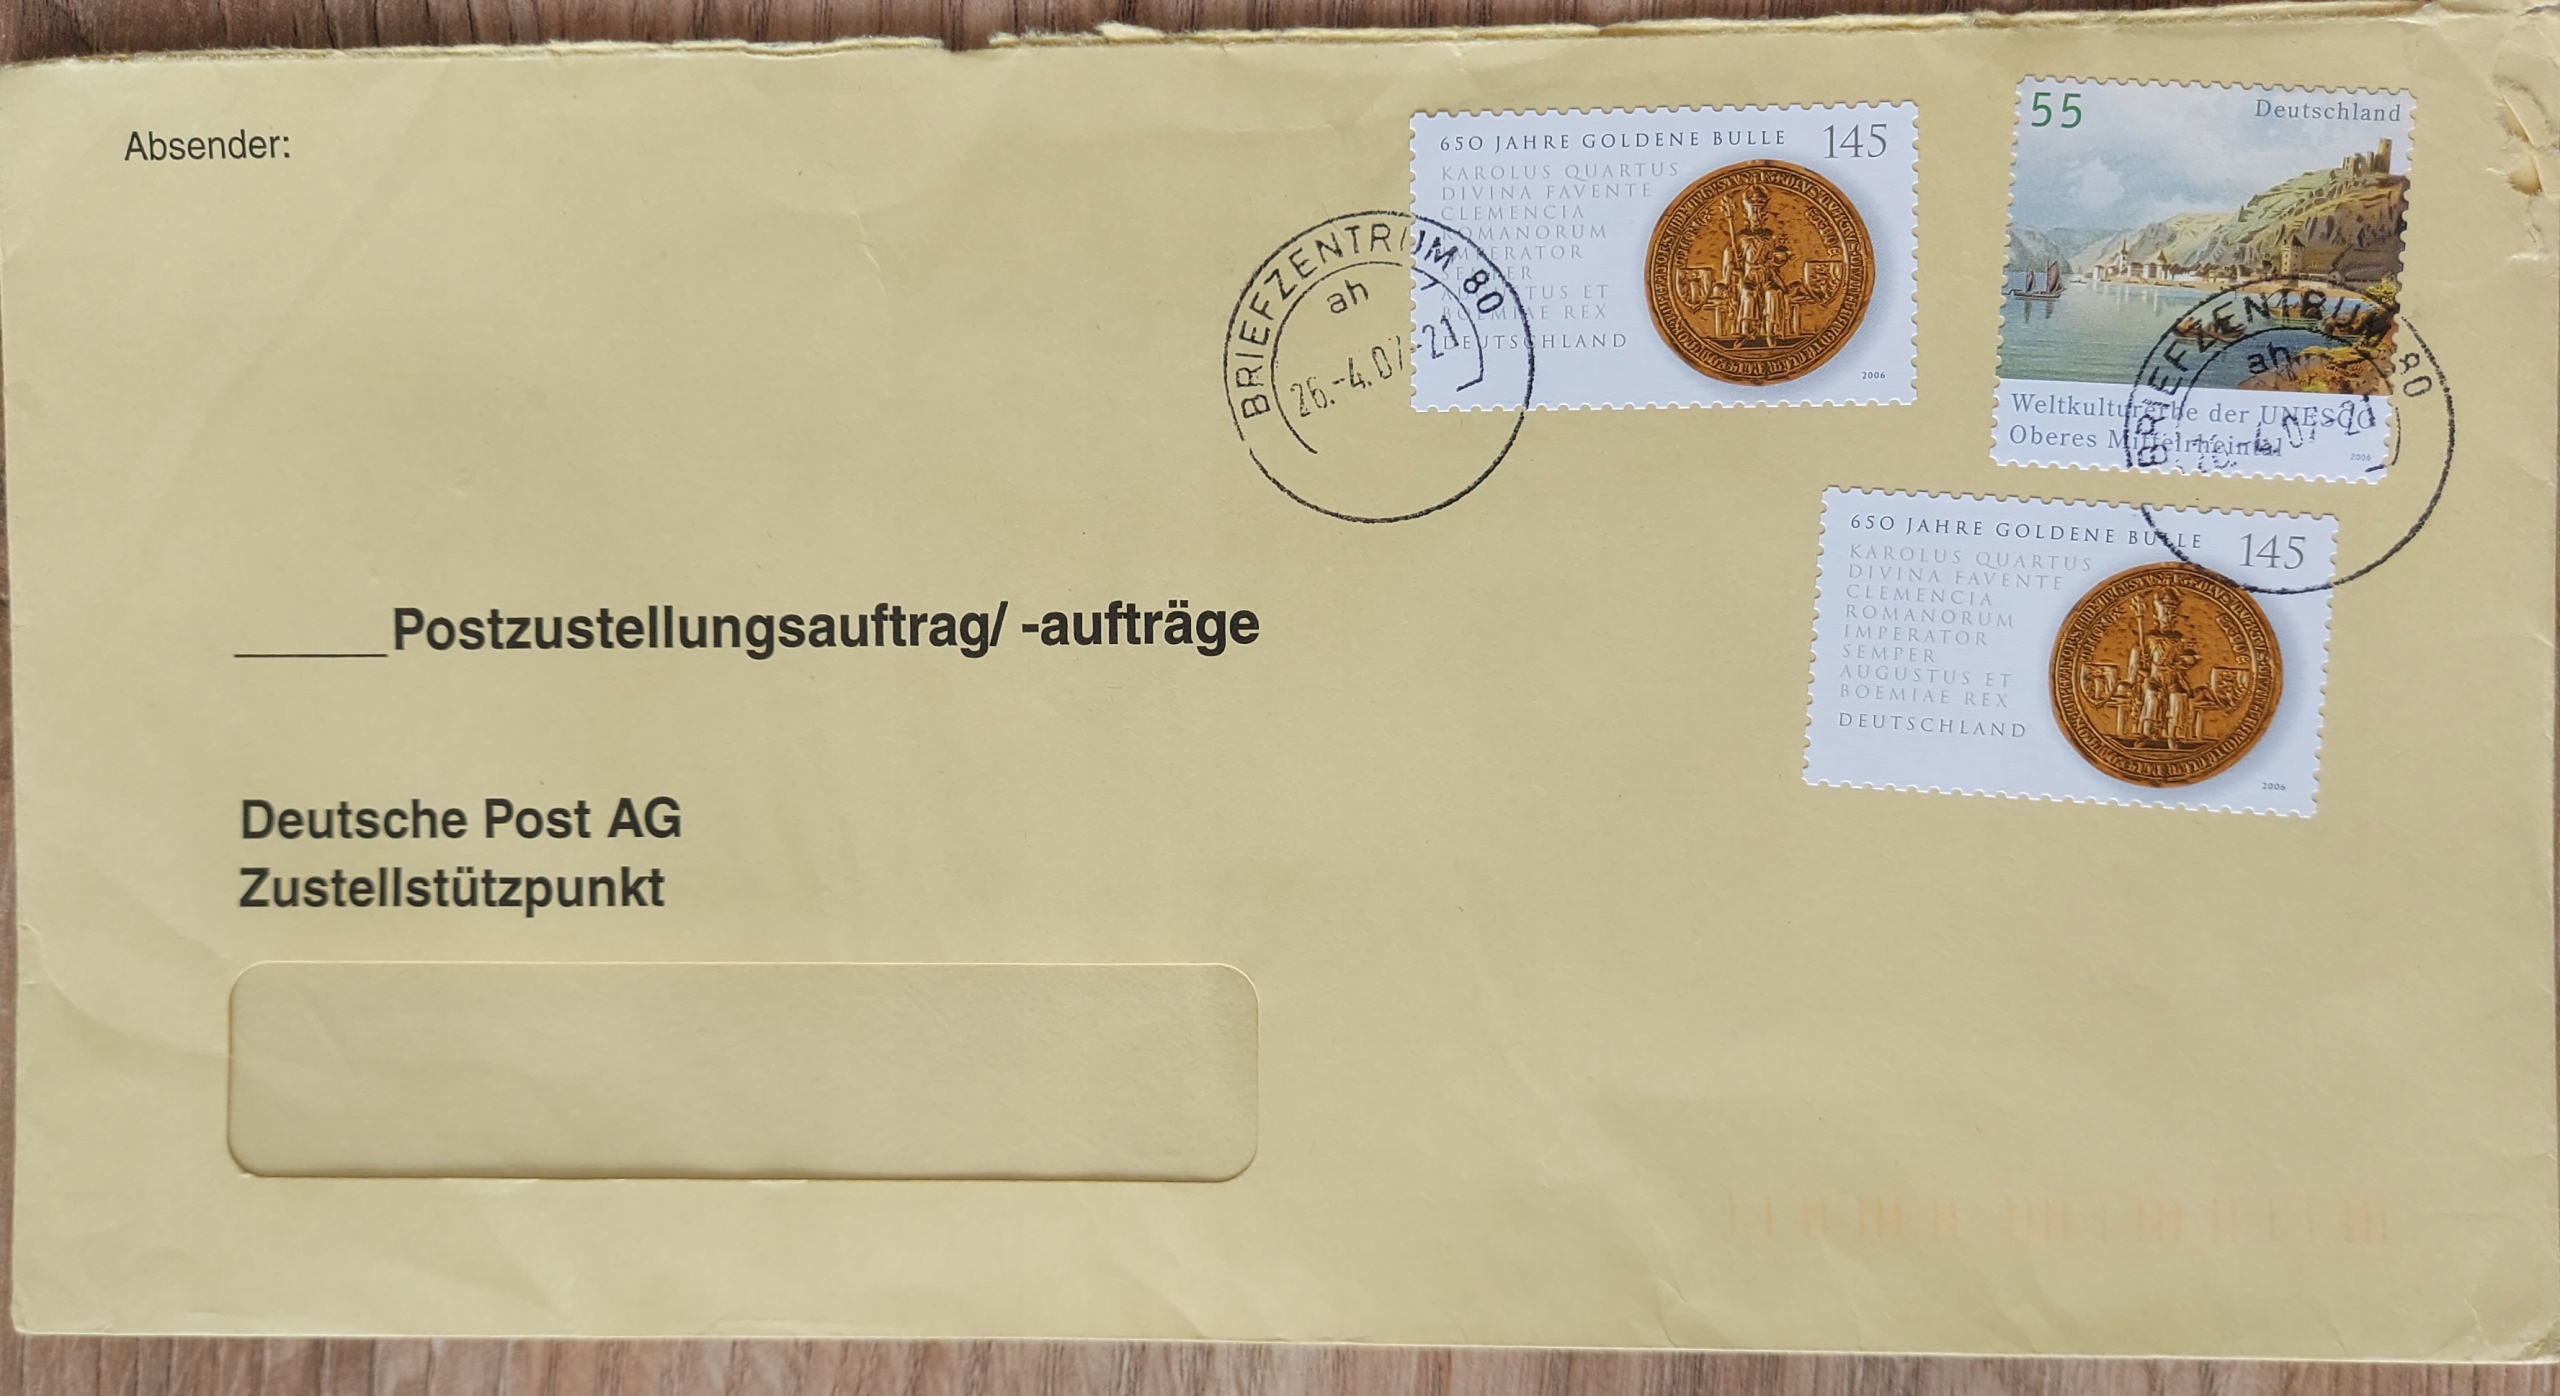 Absender:
650 JAHRE GOLDENE BULLE 145
KAROLUS QUARTUS
DIVINA FAVENTE
CLEMENCIA
ROMANORUM
IMPERATOR
SEMPER
AUGUSTUS ET
BOEMIAE REX
DEUTSCHLAND
2006
BRIEFZENTRUM 80
ah
26.-4.07-21
55 Deutschland
Weltkulturerbe der UNESCO
Oberes Mittelrheintal
2006
BRIEFZENTRUM 80
ah
650 JAHRE GOLDENE BULLE 145
KAROLUS QUARTUS
DIVINA FAVENTE
CLEMENCIA
ROMANORUM
IMPERATOR
SEMPER
AUGUSTUS ET
BOEMIAE REX
DEUTSCHLAND
2006
_____Postzustellungsauftrag/ -aufträge
Deutsche Post AG
Zustellstützpunkt